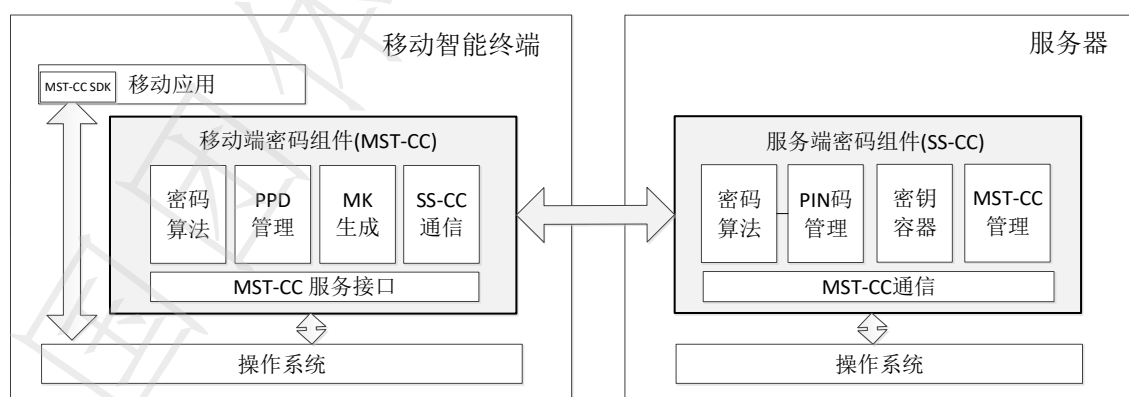 移动智能终端
MST-CC SDK
移动应用
移动端密码组件(MST-CC)
密码
算法
PPD
管理
MK
生成
SS-CC
通信
MST-CC 服务接口
操作系统
服务器
服务端密码组件(SS-CC)
密码
算法
PIN码
管理
密钥
容器
MST-CC
管理
MST-CC通信
操作系统